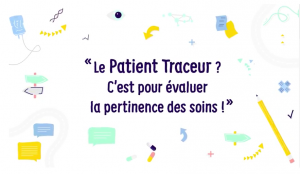 « Le Patient Traceur ?
C'est pour évaluer
la pertinence des soins ! »